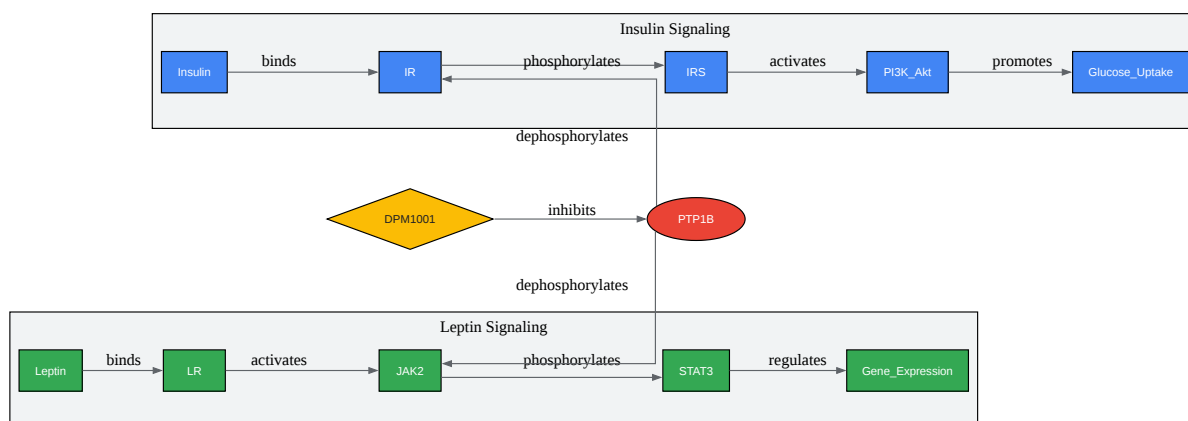 Insulin Signaling
Insulin
binds
IR
phosphorylates
IRS
activates
PI3K_Akt
promotes
Glucose_Uptake
dephosphorylates
DPM1001
inhibits
PTP1B
dephosphorylates
Leptin Signaling
Leptin
binds
LR
activates
JAK2
phosphorylates
STAT3
regulates
Gene_Expression